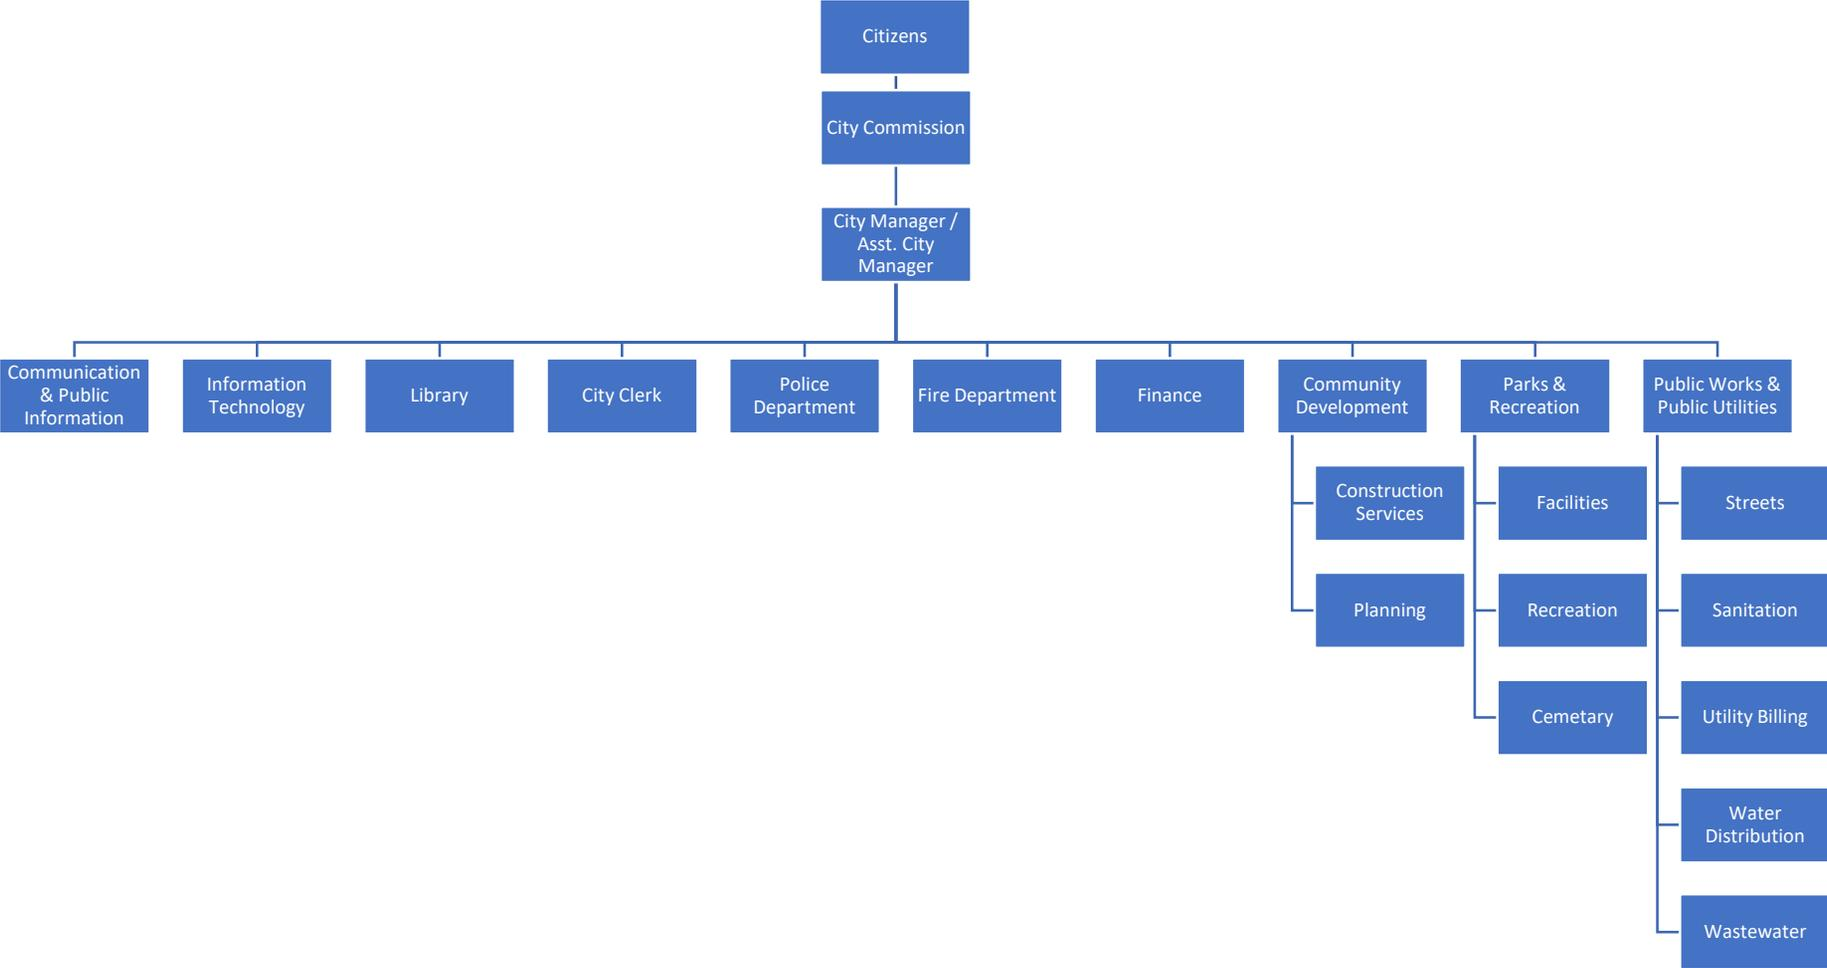 Citizens
City Commission
City Manager /
Asst. City
Manager
Communication
& Public
Information
Information
Technology
Library
City Clerk
Police
Department
Fire Department
Finance
Community
Development
Parks &
Recreation
Public Works &
Public Utilities
Construction
Services
Planning
Facilities
Recreation
Cemetary
Streets
Sanitation
Utility Billing
Water
Distribution
Wastewater